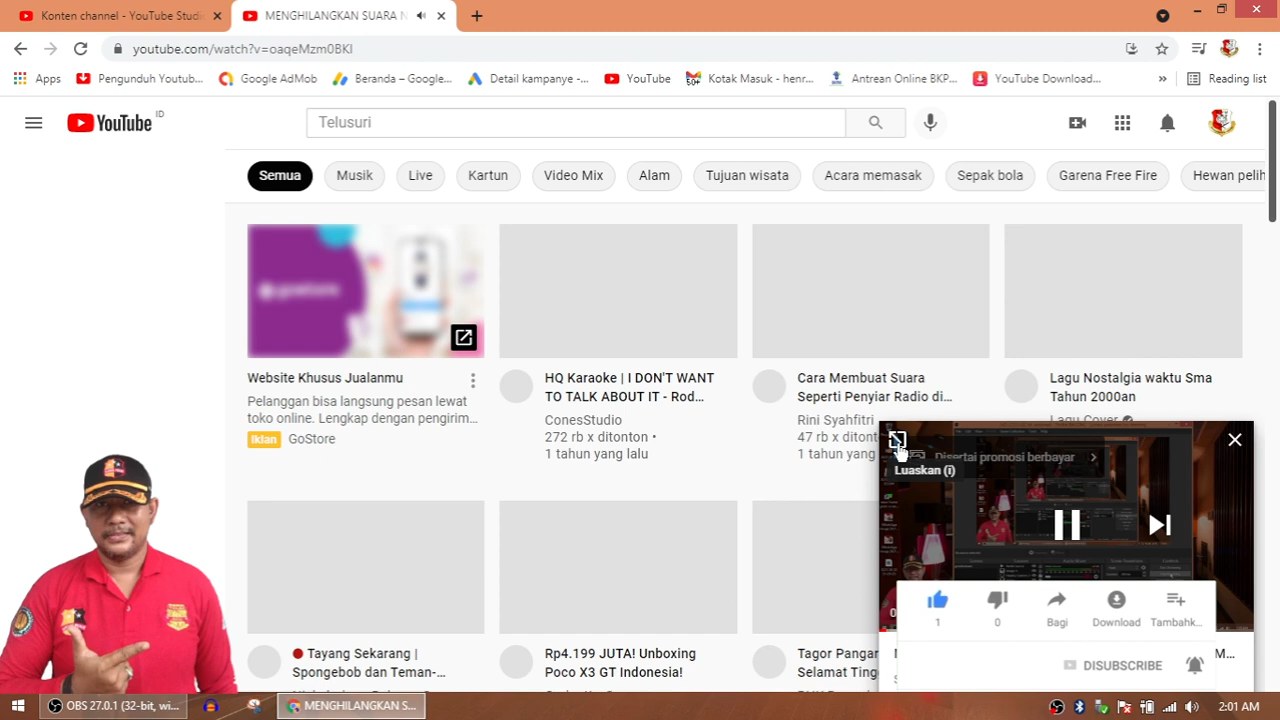 Konten channel - YouTube Studi
MENGHILANGKAN SUARA N
youtube.com/watch?v=oaqeMzm0BKI
Apps
Pengunduh Youtub...
Google AdMob
Beranda – Google...
Detail kampanye -...
YouTube
50+
Kotak Masuk - henr...
Antrean Online BKP...
YouTube Download...
»
Reading list
YouTube ID
Telusuri
Semua
Musik
Live
Kartun
Video Mix
Alam
Tujuan wisata
Acara memasak
Sepak bola
Garena Free Fire
Hewan pelih
gostore
Website Khusus Jualanmu
Pelanggan bisa langsung pesan lewat
toko online. Lengkap dengan pengirim...
Iklan GoStore
HQ Karaoke | I DON'T WANT
TO TALK ABOUT IT - Rod...
ConesStudio
272 rb x ditonton •
1 tahun yang lalu
Cara Membuat Suara
Seperti Penyiar Radio di...
Rini Syahfitri
47 rb x ditonto
1 tahun yang
Lagu Nostalgia waktu Sma
Tahun 2000an
Lagu Cover
Disertai promosi berbayar
Luaskan (i)
1
0
Bagi
Download
Tambahk...
DISUBSCRIBE
Tayang Sekarang |
Spongebob dan Teman-...
Rp4.199 JUTA! Unboxing
Poco X3 GT Indonesia!
Tagor Pangar
Selamat Ting
OBS 27.0.1 (32-bit, wi...
MENGHILANGKAN S...
2:01 AM